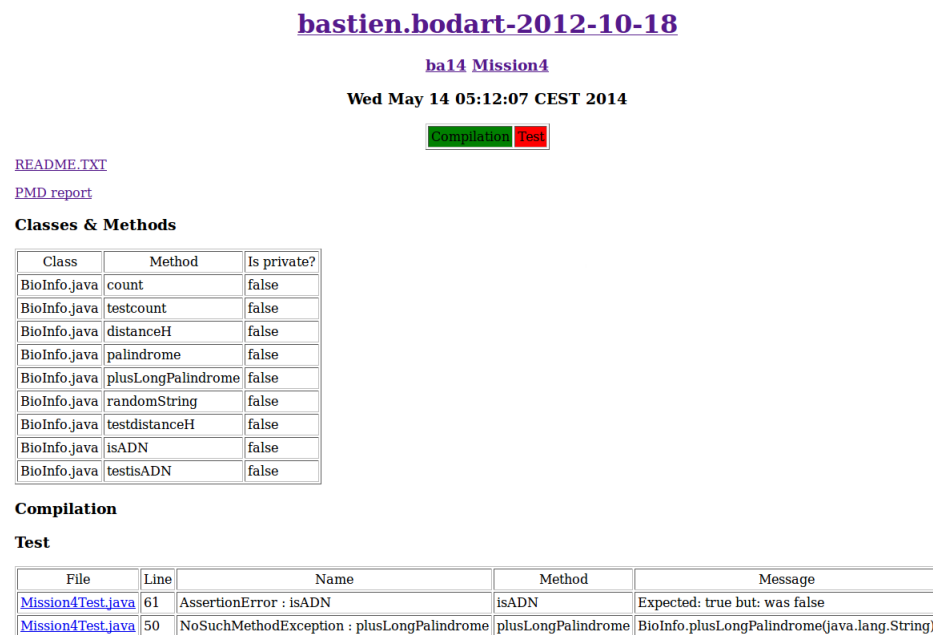 bastien.bodart-2012-10-18
ba14 Mission4
Wed May 14 05:12:07 CEST 2014
Compilation Test
README.TXT
PMD report
Classes & Methods
Class Method Is private?
BioInfo.java count false
BioInfo.java testcount false
BioInfo.java distanceH false
BioInfo.java palindrome false
BioInfo.java plusLongPalindrome false
BioInfo.java randomString false
BioInfo.java testdistanceH false
BioInfo.java isADN false
BioInfo.java testisADN false
Compilation
Test
File Line Name Method Message
Mission4Test.java 61 AssertionError : isADN isADN Expected: true but: was false
Mission4Test.java 50 NoSuchMethodException : plusLongPalindrome plusLongPalindrome BioInfo.plusLongPalindrome(java.lang.String)